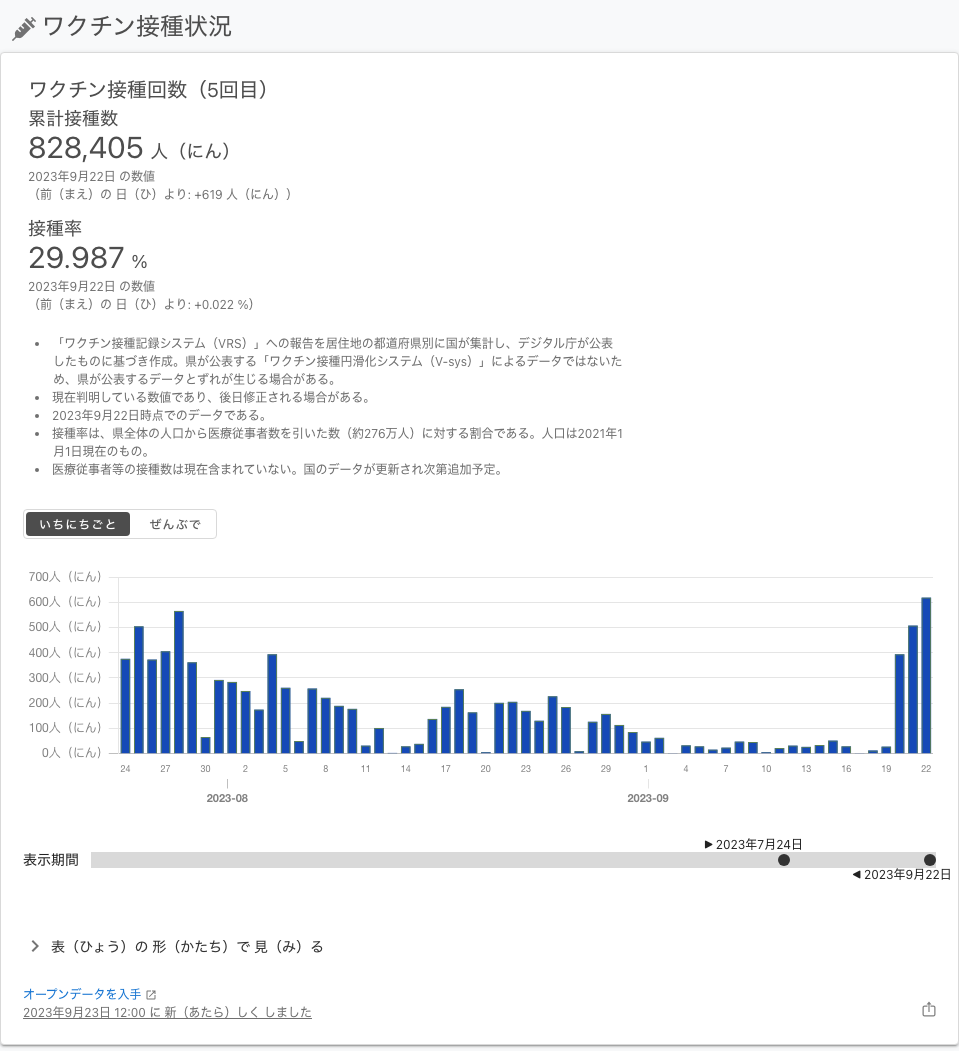 ワクチン接種状況
ワクチン接種回数（5回目）
累計接種数
828,405 人（にん）
2023年9月22日 の数値
（前（まえ）の 日（ひ）より: +619 人（にん））
接種率
29.987 %
2023年9月22日 の数値
（前（まえ）の 日（ひ）より: +0.022 %）
• 「ワクチン接種記録システム（VRS）」への報告を居住地の都道府県別に国が集計し、デジタル庁が公表
したものに基づき作成。県が公表する「ワクチン接種円滑化システム（V-sys）」によるデータではないた
め、県が公表するデータとずれが生じる場合がある。
• 現在判明している数値であり、後日修正される場合がある。
• 2023年9月22日時点でのデータである。
• 接種率は、県全体の人口から医療従事者数を引いた数（約276万人）に対する割合である。人口は2021年1
月1日現在のもの。
• 医療従事者等の接種数は現在含まれていない。国のデータが更新され次第追加予定。
いちにちごと ぜんぶで
700人（にん）
600人（にん）
500人（にん）
400人（にん）
300人（にん）
200人（にん）
100人（にん）
0人（にん）
24 27 30 2 5 8 11 14 17 20 23 26 29 1 4 7 10 13 16 19 22
2023-08 2023-09
▶ 2023年7月24日
表示期間
◀ 2023年9月22日
表（ひょう）の 形（かたち）で 見（み）る
オープンデータを入手
2023年9月23日 12:00 に 新（あたら）しく しました